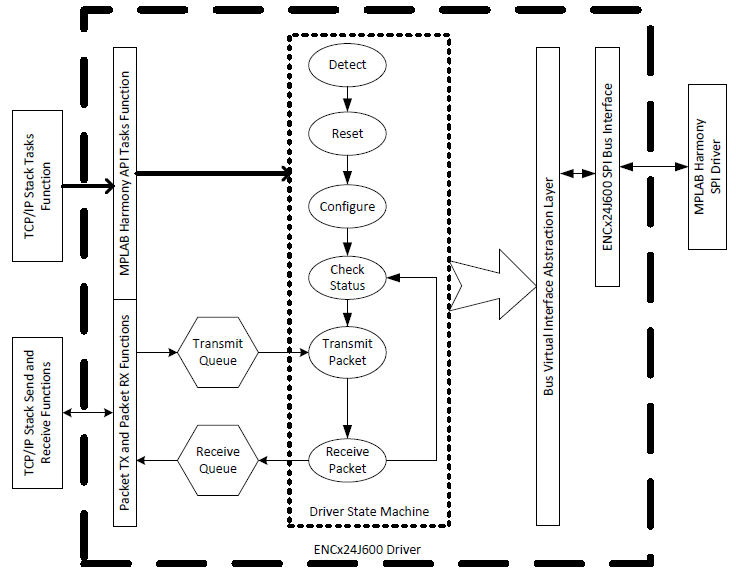 Detect
Reset
Configure
Check
Status
Transmit
Packet
Receive
Packet
Driver State Machine
Transmit
Queue
Receive
Queue
TCP/IP Stack Tasks
Function
TCP/IP Stack Send and
Receive Functions
MPLAB Harmony API Tasks Function
Packet TX and Packet RX Functions
Bus Virtual Interface Abstraction Layer
ENCx24J600 SPI Bus Interface
MPLAB Harmony
SPI Driver
ENCx24J600 Driver